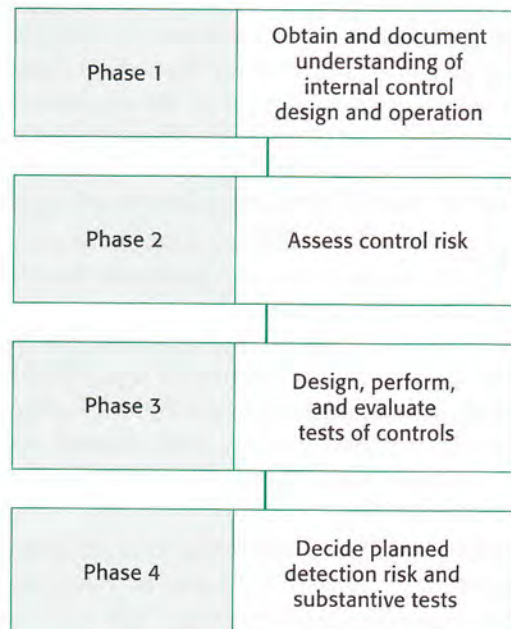 Phase 1
Obtain and document
understanding of
internal control
design and operation
Phase 2
Assess control risk
Phase 3
Design, perform,
and evaluate
tests of controls
Phase 4
Decide planned
detection risk and
substantive tests